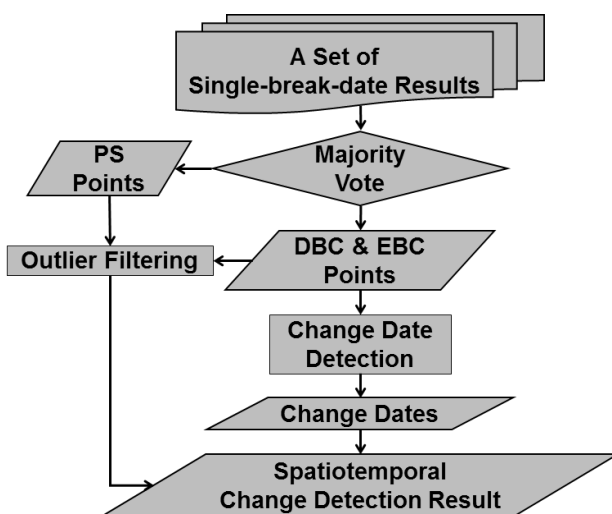 A Set of
Single-break-date Results
Majority
Vote
PS
Points
DBC & EBC
Points
Outlier Filtering
Change Date
Detection
Change Dates
Spatiotemporal
Change Detection Result